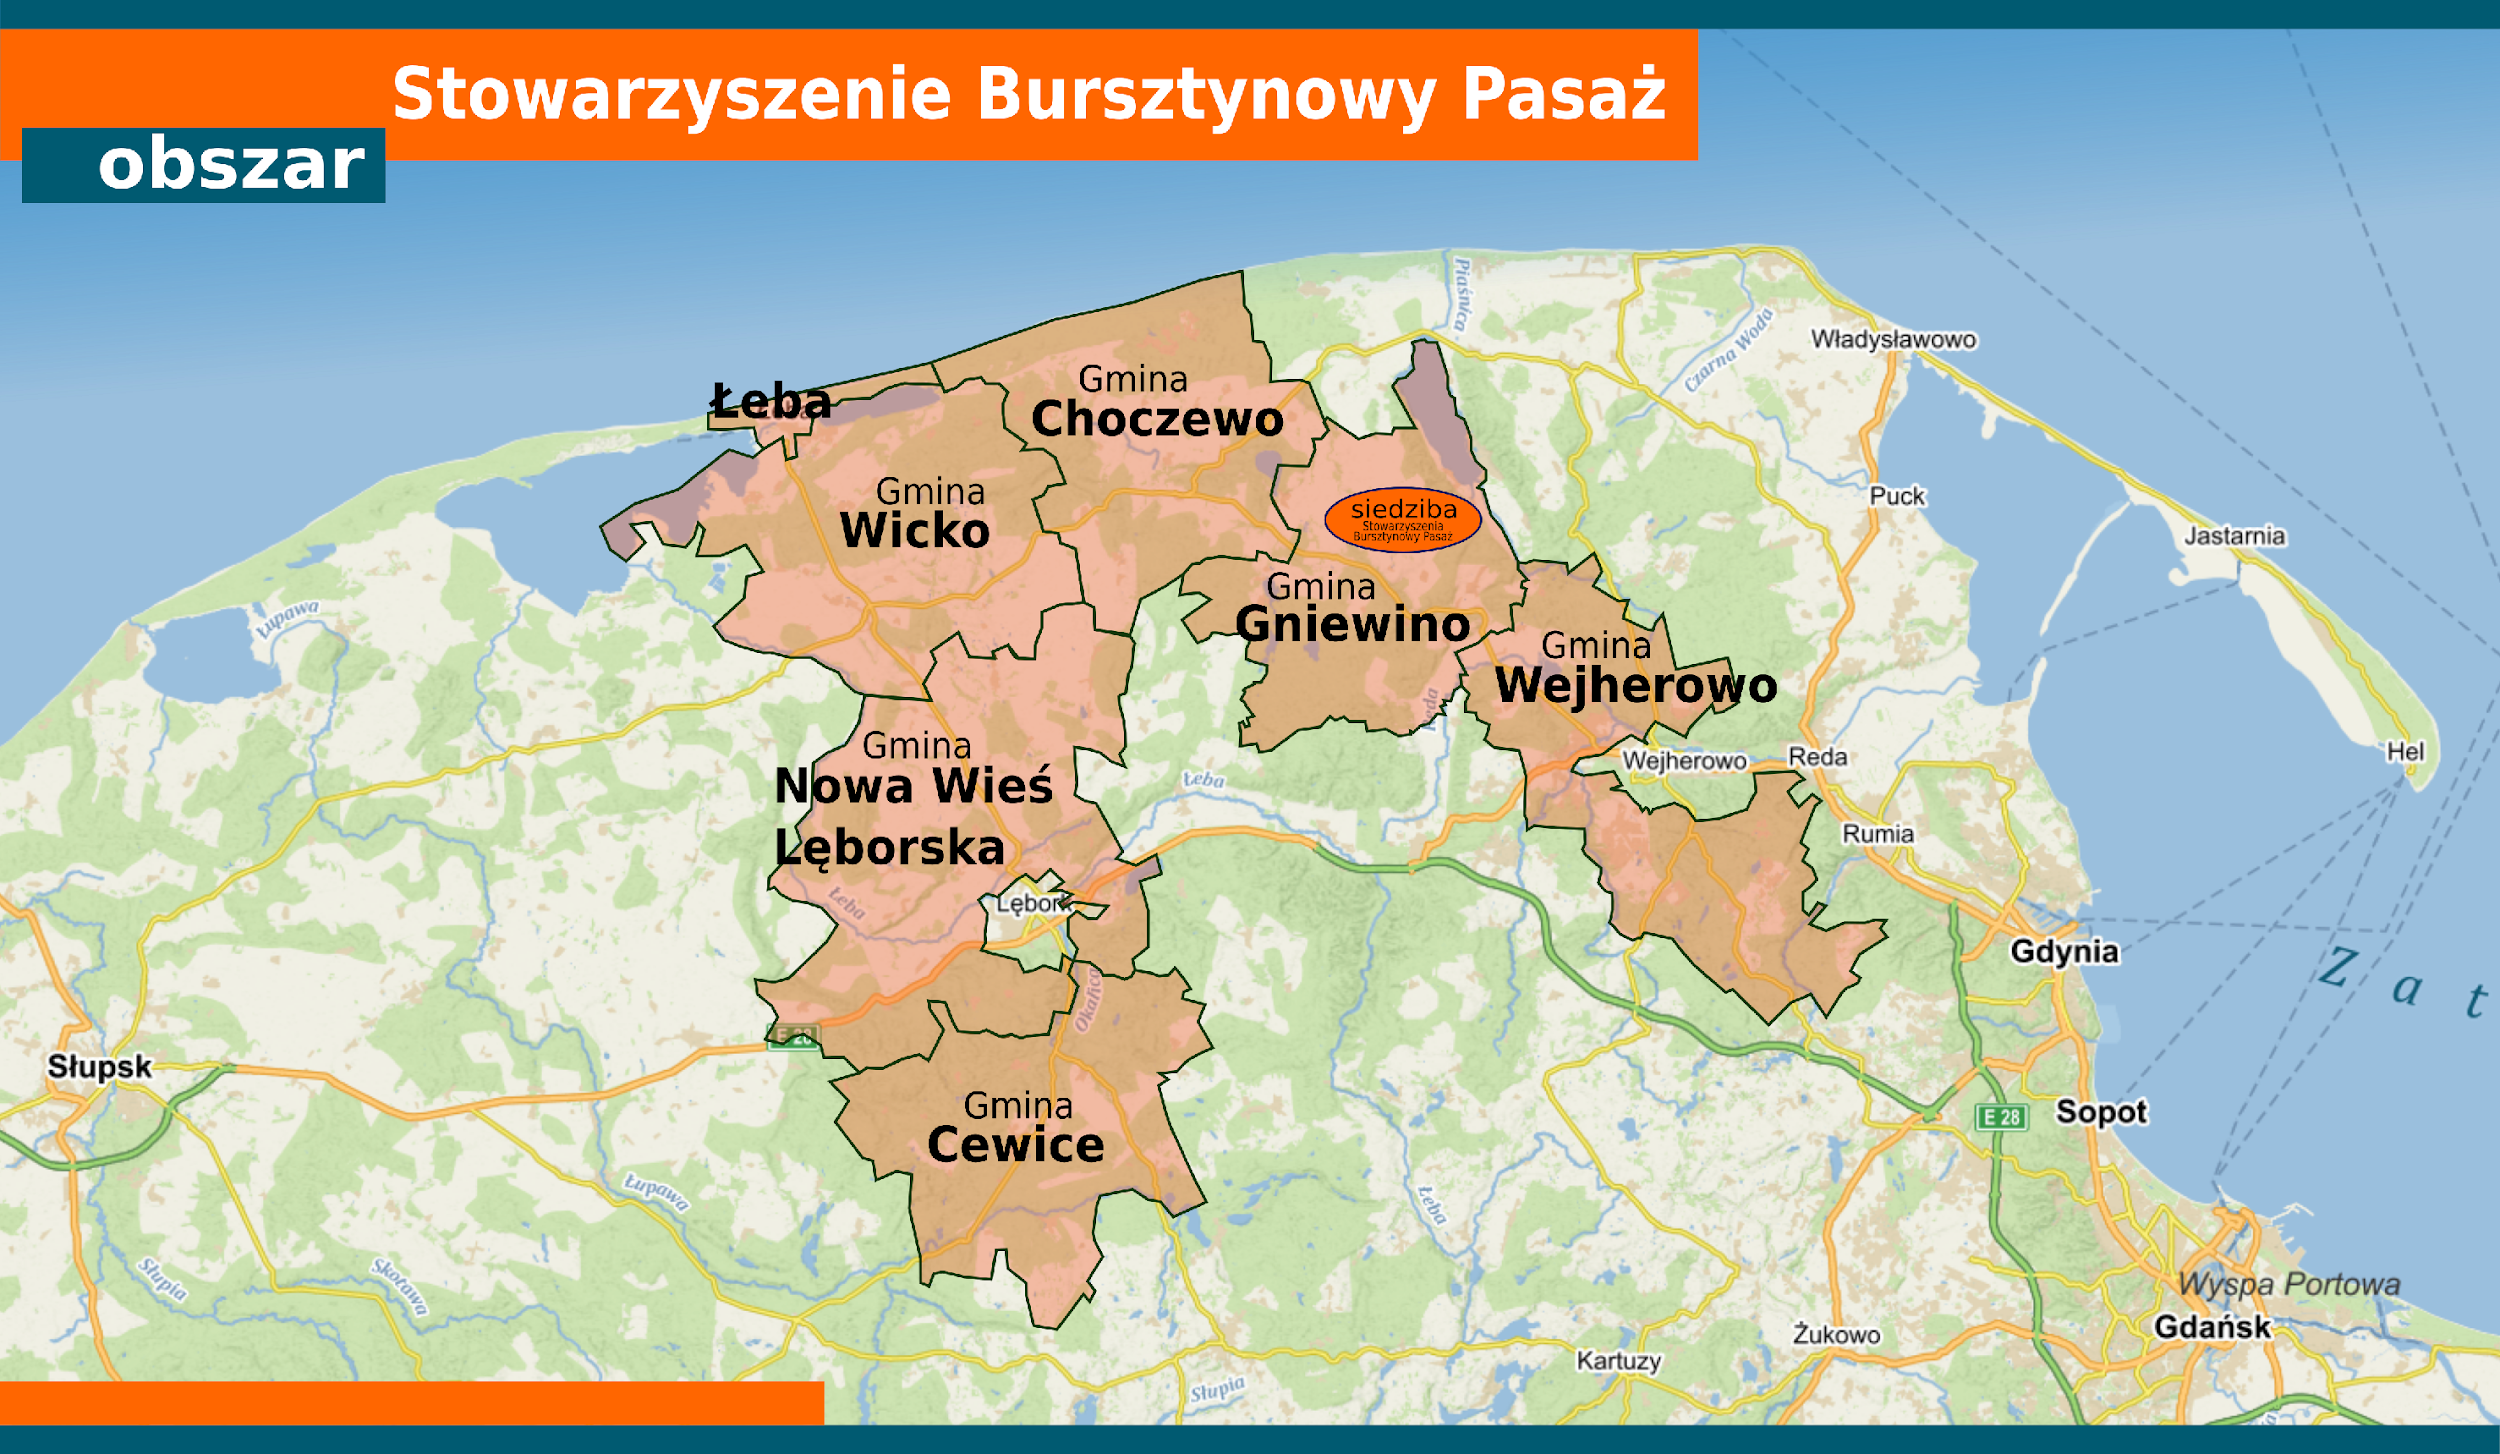 Stowarzyszenie Bursztynowy Pasaż
obszar
Piaśnica
Czarna Woda
Władysławowo
Łeba
Gmina
Choczewo
Gmina
Wicko
Puck
siedziba
Stowarzyszenia
Bursztynowy Pasaż
Jastarnia
Łupawa
Gmina
Gniewino
Gmina
Wejherowo
Reda
Gmina
Nowa Wieś
Lęborska
Łeba
Wejherowo
Reda
Hel
Rumia
Łeba
Lębork
Gdynia
Zat
Okalica
E 28
Słupsk
Gmina
Cewice
E 28
Sopot
Łupawa
Łeba
Słupia
Skotawa
Wyspa Portowa
Gdańsk
Żukowo
Kartuzy
Słupia